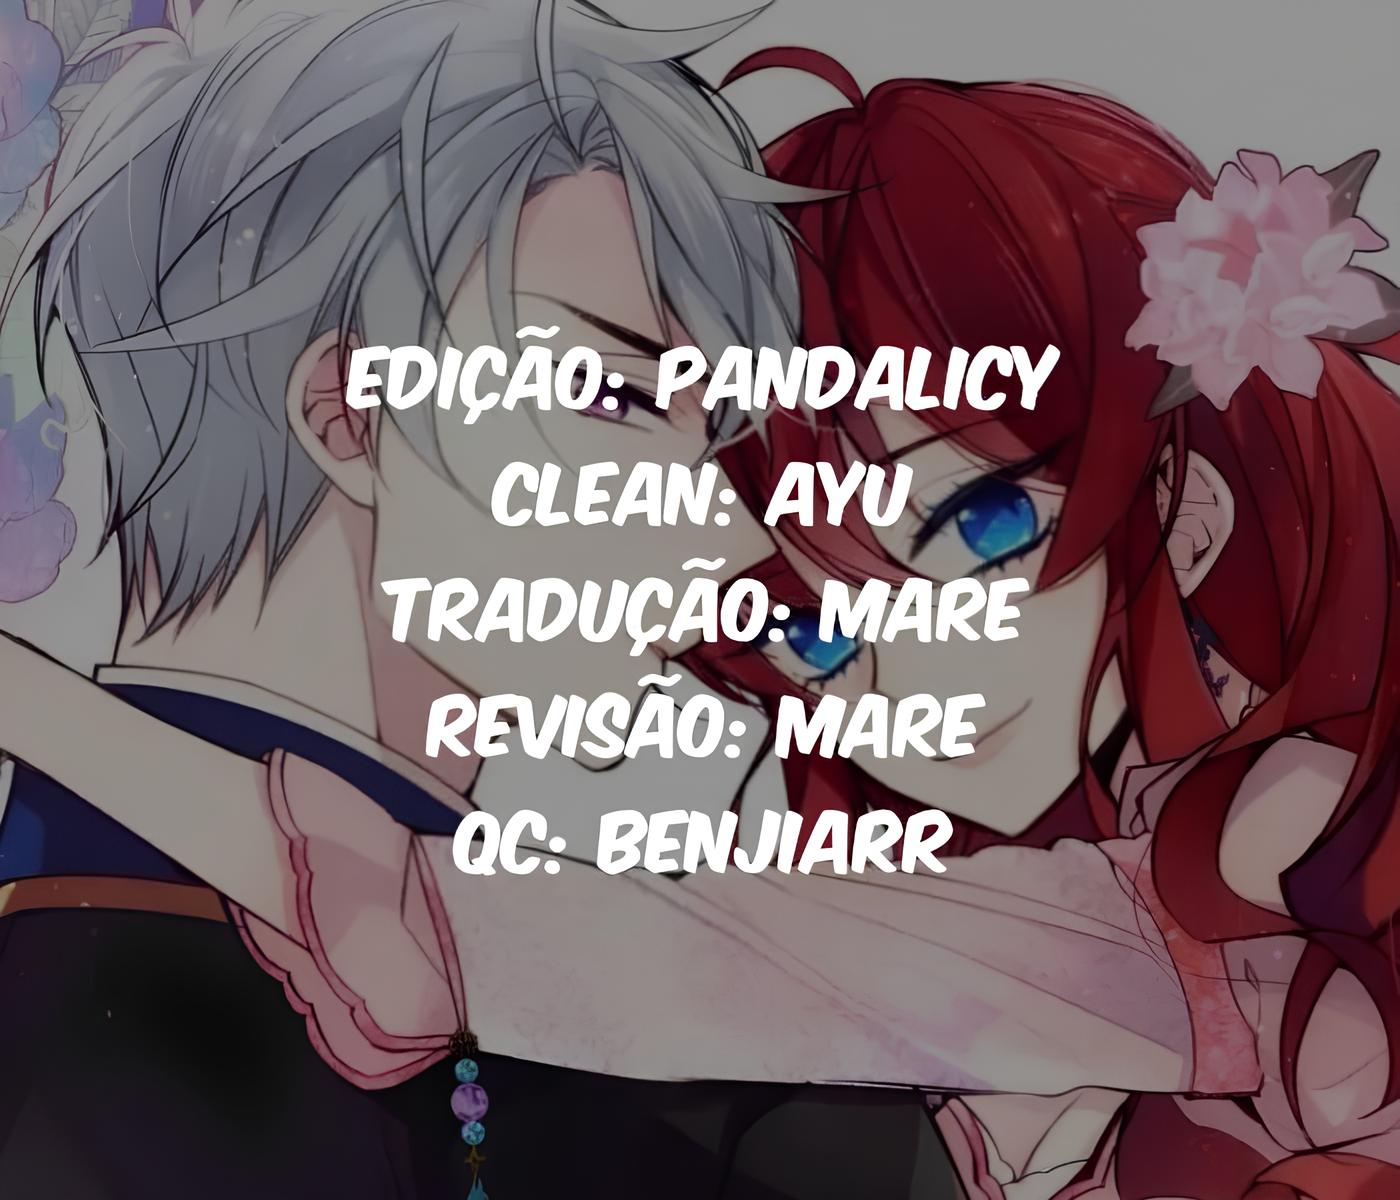 EDIÇÃO: PANDALICY
CLEAN: AYU
TRADUÇÃO: MARE
REVISÃO: MARE
QC: BENJIARR